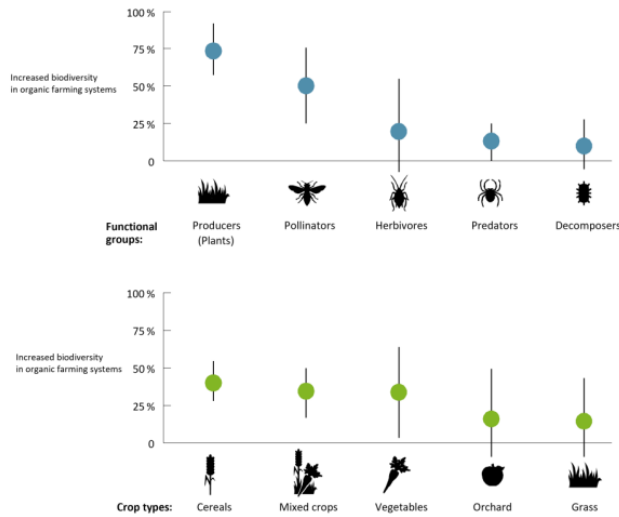 100 %
75 %
Increased biodiversity
in organic farming systems
50 %
25 %
0
Functional groups:
Producers (Plants)
Pollinators
Herbivores
Predators
Decomposers
100 %
75 %
Increased biodiversity
in organic farming systems
50 %
25 %
0
Crop types:
Cereals
Mixed crops
Vegetables
Orchard
Grass